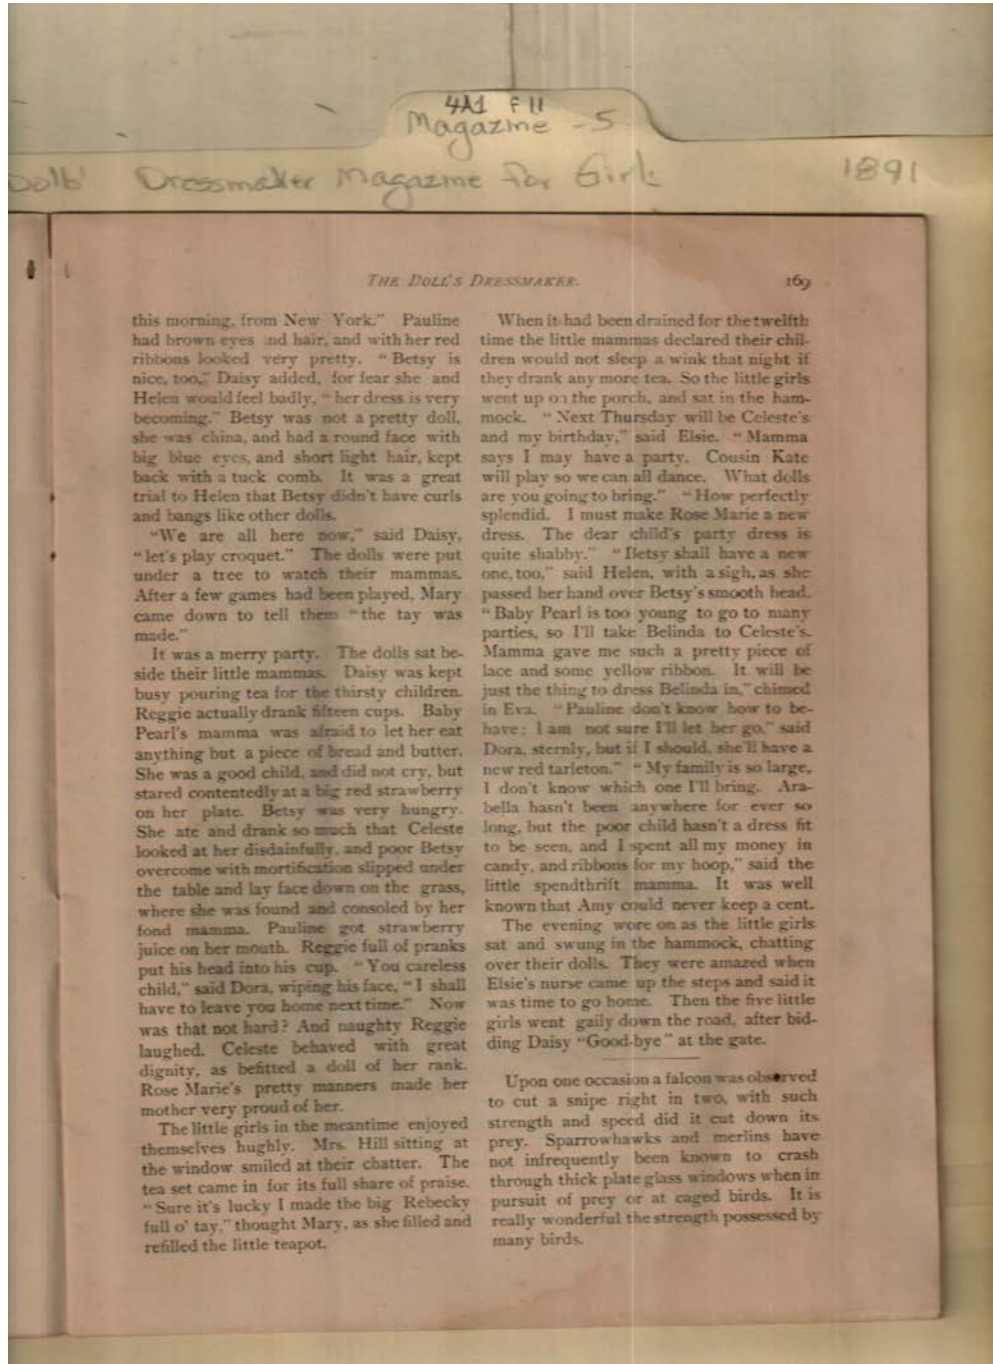 4A1 F11
Magazine - 5
Dolls' Dressmaker Magazine for Girls 1891
THE DOLL'S DRESSMAKER. 169
this morning, from New York." Pauline
had brown eyes nd hair, and with her red
ribbons looked very pretty. "Betsy is
nice, too," Daisy added, for fear she and
Helen would feel badly, "her dress is very
becoming." Betsy was not a pretty doll,
she was china, and had a round face with
big blue eyes, and short light hair, kept
back with a tuck comb. It was a great
trial to Helen that Betsy didn't have curls
and bangs like other dolls.
"We are all here now," said Daisy,
"let's play croquet." The dolls were put
under a tree to watch their mammas.
After a few games had been played, Mary
came down to tell them "the tay was
made."
It was a merry party. The dolls sat be-
side their little mammas. Daisy was kept
busy pouring tea for the thirsty children.
Reggie actually drank fifteen cups. Baby
Pearl's mamma was afraid to let her eat
anything but a piece of bread and butter.
She was a good child, and did not cry, but
stared contentedly at a big red strawberry
on her plate. Betsy was very hungry.
She ate and drank so much that Celeste
looked at her disdainfully, and poor Betsy
overcome with mortification slipped under
the table and lay face down on the grass,
where she was found and consoled by her
fond mamma. Pauline got strawberry
juice on her mouth. Reggie full of pranks
put his head into his cup. "You careless
child," said Dora, wiping his face, "I shall
have to leave you home next time." Now
was that not hard? And naughty Reggie
laughed. Celeste behaved with great
dignity, as befitted a doll of her rank.
Rose Marie's pretty manners made her
mother very proud of her.
The little girls in the meantime enjoyed
themselves hughly. Mrs. Hill sitting at
the window smiled at their chatter. The
tea set came in for its full share of praise.
"Sure it's lucky I made the big Rebecky
full o' tay," thought Mary, as she filled and
refilled the little teapot.
When it had been drained for the twelfth
time the little mammas declared their chil-
dren would not sleep a wink that night if
they drank any more tea. So the little girls
went up on the porch, and sat in the ham-
mock. "Next Thursday will be Celeste's
and my birthday," said Elsie. "Mamma
says I may have a party. Cousin Kate
will play so we can all dance. What dolls
are you going to bring." "How perfectly
splendid. I must make Rose Marie a new
dress. The dear child's party dress is
quite shabby." "Betsy shall have a new
one, too," said Helen, with a sigh, as she
passed her hand over Betsy's smooth head.
"Baby Pearl is too young to go to many
parties, so I'll take Belinda to Celeste's.
Mamma gave me such a pretty piece of
lace and some yellow ribbon. It will be
just the thing to dress Belinda in," chimed
in Eva. "Pauline don't know how to be-
have; I am not sure I'll let her go," said
Dora, sternly, but if I should, she'll have a
new red tarleton." "My family is so large,
I don't know which one I'll bring. Ara-
bella hasn't been anywhere for ever so
long, but the poor child hasn't a dress fit
to be seen, and I spent all my money in
candy, and ribbons for my hoop," said the
little spendthrift mamma. It was well
known that Amy could never keep a cent.
The evening wore on as the little girls
sat and swung in the hammock, chatting
over their dolls. They were amazed when
Elsie's nurse came up the steps and said it
was time to go home. Then the five little
girls went gaily down the road, after bid-
ding Daisy "Good-bye" at the gate.
Upon one occasion a falcon was observed
to cut a snipe right in two, with such
strength and speed did it cut down its
prey. Sparrowhawks and merlins have
not infrequently been known to crash
through thick plate glass windows when in
pursuit of prey or at caged birds. It is
really wonderful the strength possessed by
many birds.